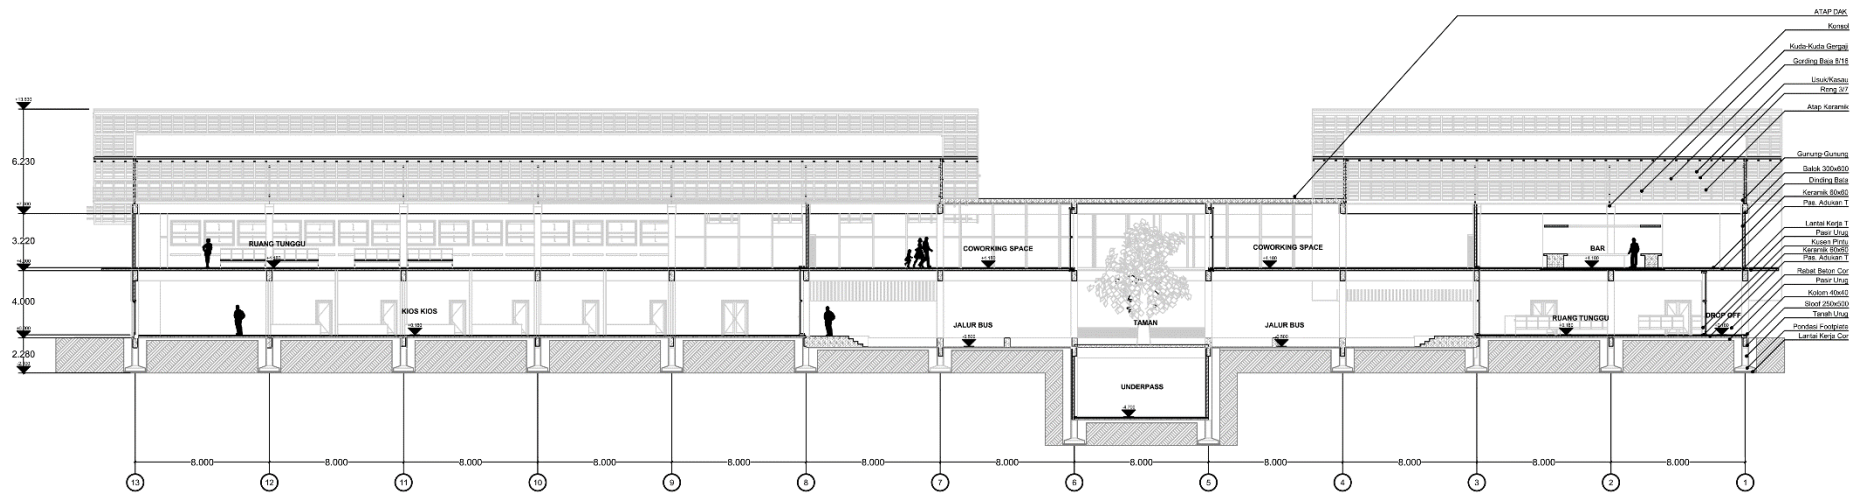 ATAP DAK
Konsol
Kuda-Kuda Gergaji
Gording Baja 8/16
Usuk/Kasau
Reng 3/7
Atap Keramik
6.230
Gunung-Gunung
Balok 300x600
Dinding Bata
Keramik 60x60
Pas. Adukan T
3.220
RUANG TUNGGU
COWORKING SPACE
COWORKING SPACE
BAR
Lantai Kerja T
Pasir Urug
Kusen Pintu
Keramik 60x60
Pas. Adukan T
Rabat Beton Cor
Pasir Urug
Kolom 40x40
Sloof 250x500
Tanah Urug
Pondasi Footplate
Lantai Kerja Cor
4.000
KIOS KIOS
JALUR BUS
TAMAN
JALUR BUS
RUANG TUNGGU
DROP OFF
2.280
UNDERPASS
8.000 8.000 8.000 8.000 8.000 8.000 8.000 8.000 8.000 8.000 8.000 8.000
13 12 11 10 9 8 7 6 5 4 3 2 1